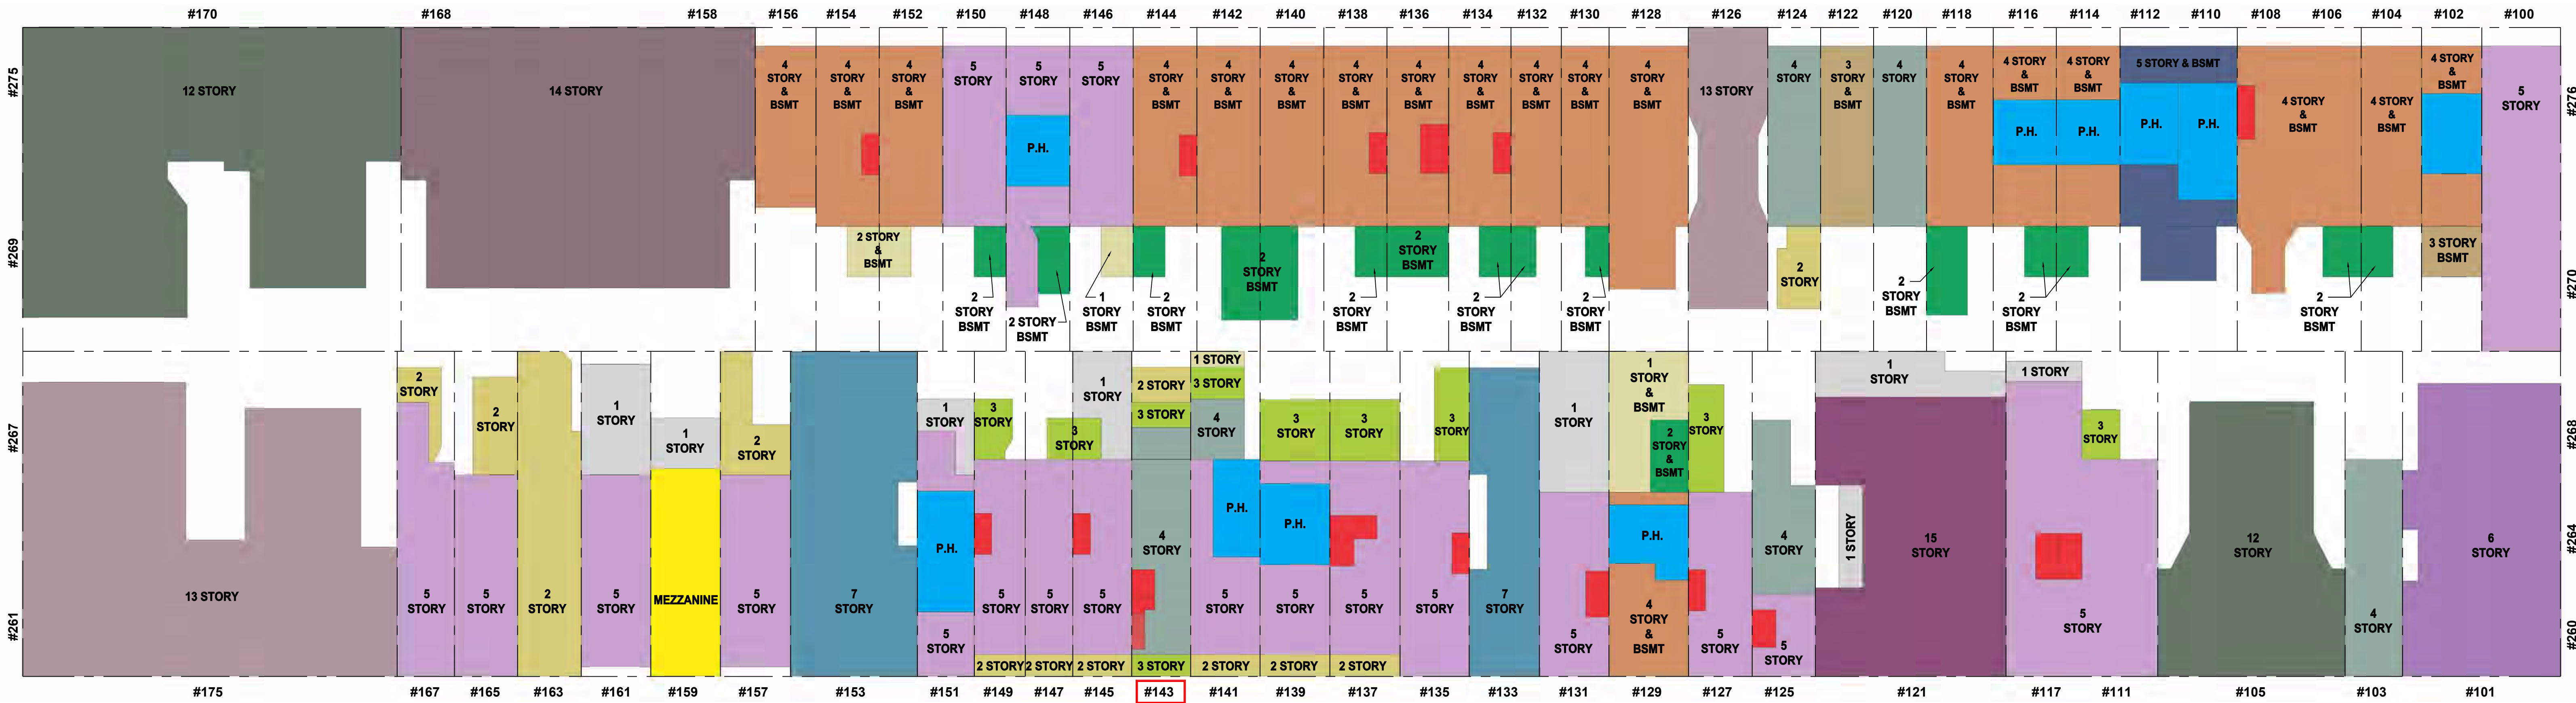 #170 #168 #158 #156 #154 #152 #150 #148 #146 #144 #142 #140 #138 #136 #134 #132 #130 #128 #126 #124 #122 #120 #118 #116 #114 #112 #110 #108 #106 #104 #102 #100
#275
12 STORY
14 STORY
4
STORY
&
BSMT
4
STORY
&
BSMT
4
STORY
&
BSMT
5
STORY
5
STORY
P.H.
5
STORY
4
STORY
&
BSMT
4
STORY
&
BSMT
4
STORY
&
BSMT
4
STORY
&
BSMT
4
STORY
&
BSMT
4
STORY
&
BSMT
4
STORY
&
BSMT
4
STORY
&
BSMT
4
STORY
&
BSMT
13 STORY
4
STORY
3
STORY
&
BSMT
4
STORY
4
STORY
&
BSMT
4 STORY
&
BSMT
P.H.
4 STORY
&
BSMT
P.H.
5 STORY & BSMT
P.H.
P.H.
4 STORY
&
BSMT
4 STORY
&
BSMT
4 STORY
&
BSMT
5
STORY
#276
#269
2 STORY
&
BSMT
2
STORY
BSMT
2 STORY
BSMT
1
STORY
BSMT
2
STORY
BSMT
2
STORY
BSMT
2
STORY
BSMT
2
STORY
BSMT
2
STORY
BSMT
2
STORY
BSMT
2
STORY
2
STORY
BSMT
2
STORY
BSMT
2
STORY
BSMT
3 STORY
BSMT
#270
#267
2
STORY
2
STORY
1
STORY
1
STORY
2
STORY
1
STORY
3
STORY
3
STORY
1
STORY
2 STORY
3 STORY
1 STORY
3 STORY
4
STORY
3
STORY
3
STORY
3
STORY
1
STORY
1
STORY
&
BSMT
2
STORY
&
BSMT
3
STORY
1
STORY
1 STORY
3
STORY
#268
#261
13 STORY
5
STORY
5
STORY
2
STORY
5
STORY
MEZZANINE
5
STORY
7
STORY
P.H.
5
STORY
5
STORY
5
STORY
5
STORY
4
STORY
P.H.
5
STORY
P.H.
5
STORY
5
STORY
5
STORY
7
STORY
5
STORY
P.H.
4
STORY
&
BSMT
5
STORY
4
STORY
5
STORY
1 STORY
15
STORY
5
STORY
12
STORY
4
STORY
6
STORY
#264
#260
2 STORY 2 STORY 2 STORY 3 STORY 2 STORY 2 STORY 2 STORY
#175 #167 #165 #163 #161 #159 #157 #153 #151 #149 #147 #145 #143 #141 #139 #137 #135 #133 #131 #129 #127 #125 #121 #117 #111 #105 #103 #101